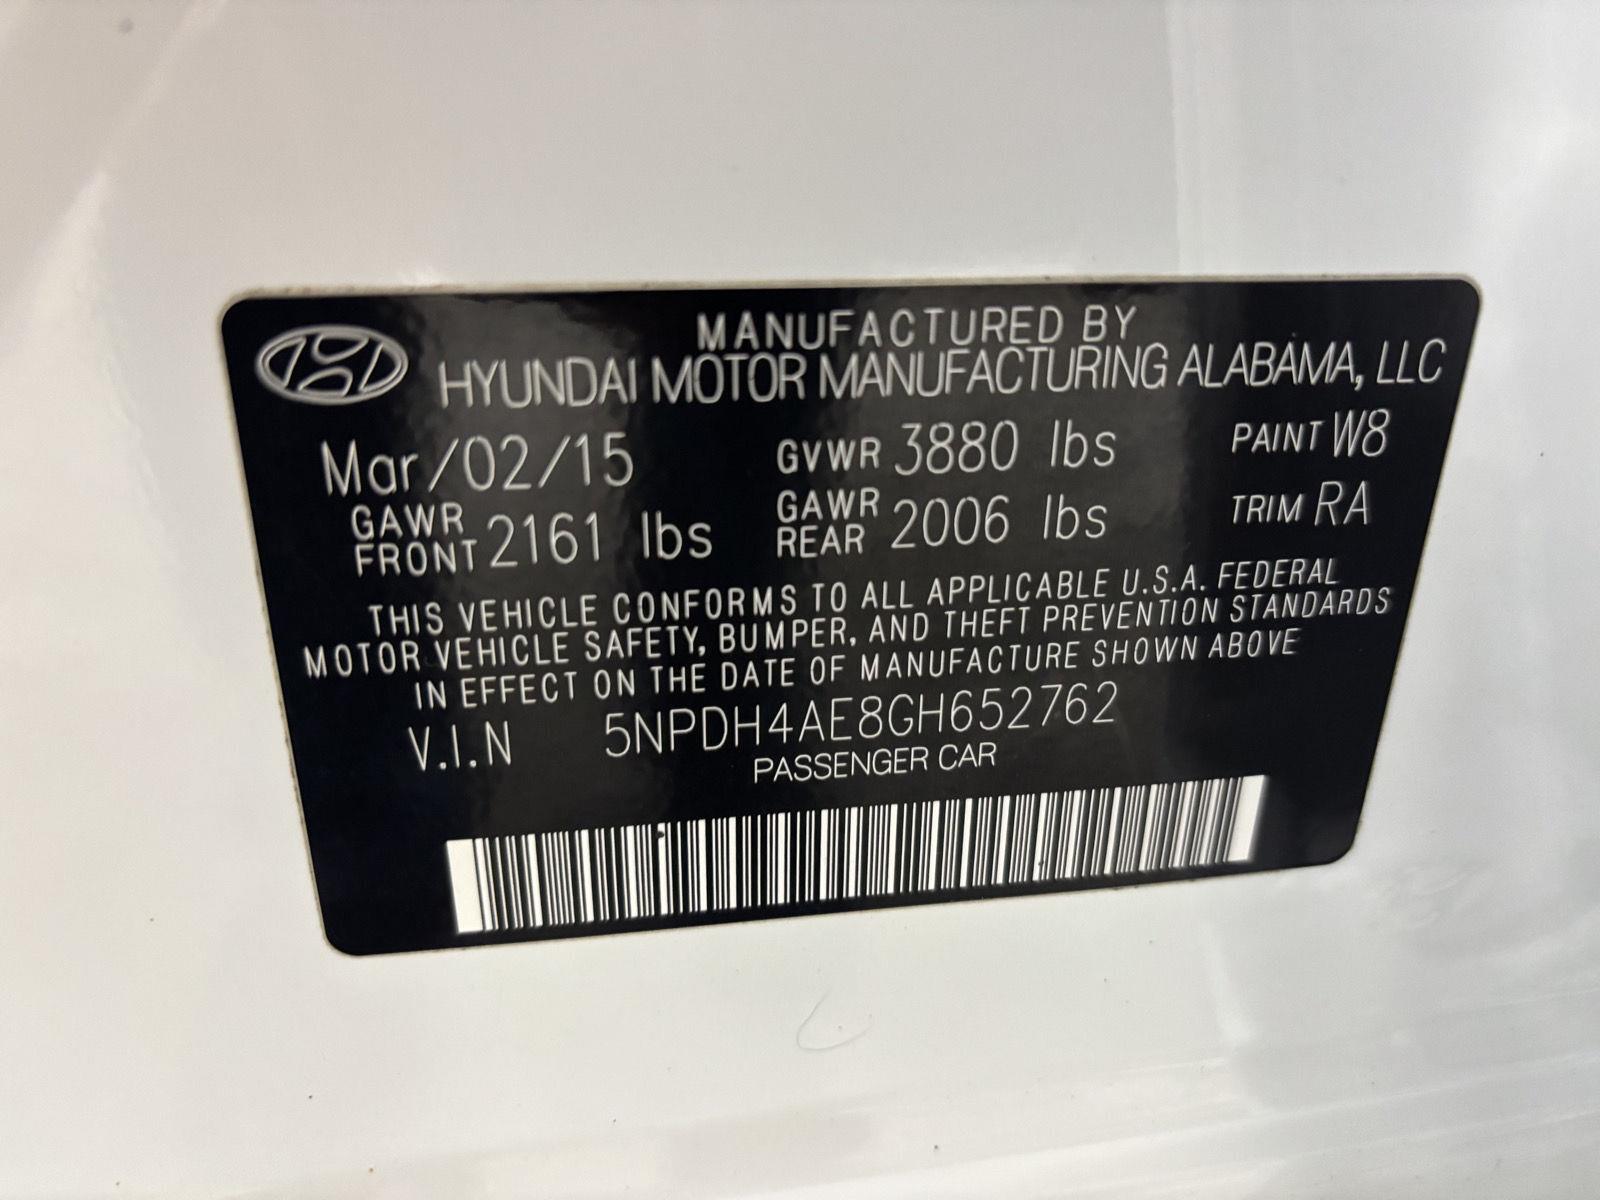 MANUFACTURED BY
HYUNDAI MOTOR MANUFACTURING ALABAMA, LLC
Mar/02/15 GVWR 3880 lbs PAINT W8
GAWR FRONT 2161 lbs GAWR REAR 2006 lbs TRIM RA
THIS VEHICLE CONFORMS TO ALL APPLICABLE U.S.A. FEDERAL
MOTOR VEHICLE SAFETY, BUMPER, AND THEFT PREVENTION STANDARDS
IN EFFECT ON THE DATE OF MANUFACTURE SHOWN ABOVE
V.I.N 5NPDH4AE8GH652762
PASSENGER CAR